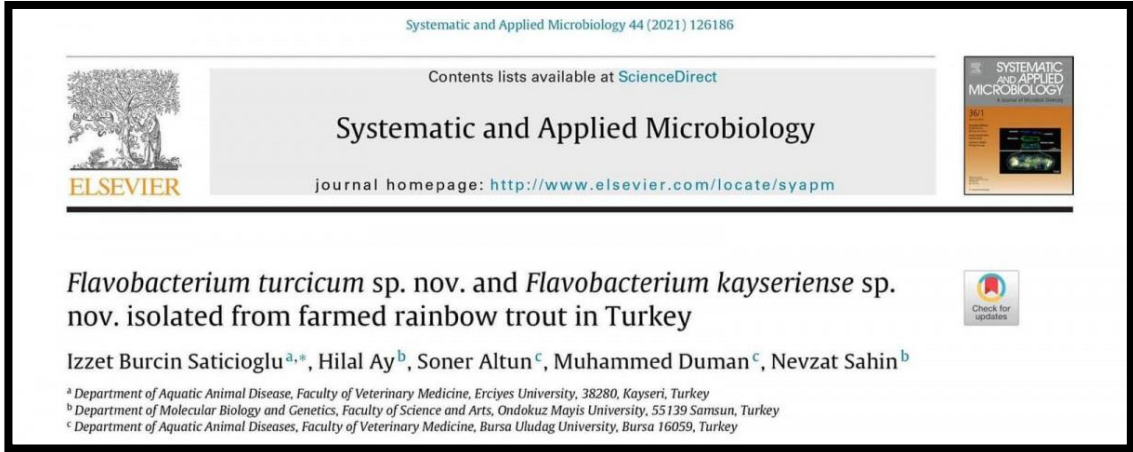 Systematic and Applied Microbiology 44 (2021) 126186
Contents lists available at ScienceDirect
Systematic and Applied Microbiology
journal homepage: http://www.elsevier.com/locate/syapm
ELSEVIER
SYSTEMATIC
AND APPLIED
MICROBIOLOGY
36/1
Flavobacterium turcicum sp. nov. and Flavobacterium kayseriense sp.
nov. isolated from farmed rainbow trout in Turkey
Check for
updates
Izzet Burcin Saticioglu a,*, Hilal Ay b, Soner Altun c, Muhammed Duman c, Nevzat Sahin b
a Department of Aquatic Animal Disease, Faculty of Veterinary Medicine, Erciyes University, 38280, Kayseri, Turkey
b Department of Molecular Biology and Genetics, Faculty of Science and Arts, Ondokuz Mayis University, 55139 Samsun, Turkey
c Department of Aquatic Animal Diseases, Faculty of Veterinary Medicine, Bursa Uludag University, Bursa 16059, Turkey